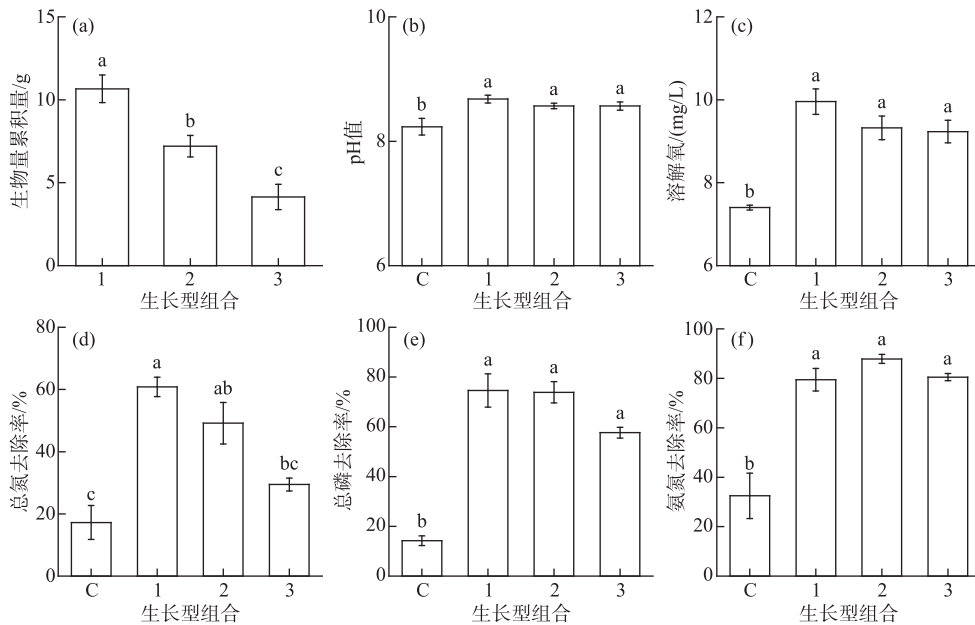 (a)
生物量累积量/g
15
10
5
0
a
b
c
1 2 3
生长型组合
(b)
pH值
10
8
6
b
a
a
a
C 1 2 3
生长型组合
(c)
溶解氧/(mg/L)
12
10
8
6
b
a
a
a
C 1 2 3
生长型组合
(d)
总氮去除率/%
80
60
40
20
0
c
a
ab
bc
C 1 2 3
生长型组合
(e)
总磷去除率/%
100
80
60
40
20
0
b
a
a
a
C 1 2 3
生长型组合
(f)
氨氮去除率/%
100
80
60
40
20
0
b
a
a
a
C 1 2 3
生长型组合